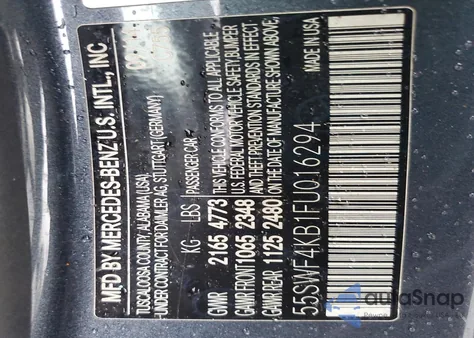 MFD BY MERCEDES-BENZ U.S. INTL., INC.
TUSCALOOSA COUNTY, ALABAMA (USA)
UNDER CONTRACT FOR DAIMLER AG, STUTTGART (GERMANY)
KG LBS PASSENGER CAR
GMR 2165 4773
GMR-FRONT 1065 2348
GMR-REAR 1125 2480
THIS VEHICLE CONFORMS TO ALL APPLICABLE
U.S. FEDERAL MOTOR VEHICLE SAFETY, BUMPER
AND THEFT PREVENTION STANDARDS IN EFFECT
ON THE DATE OF MANUFACTURE SHOWN ABOVE.
55SWF4KB1FU016294
MADE IN USA
autoSnap